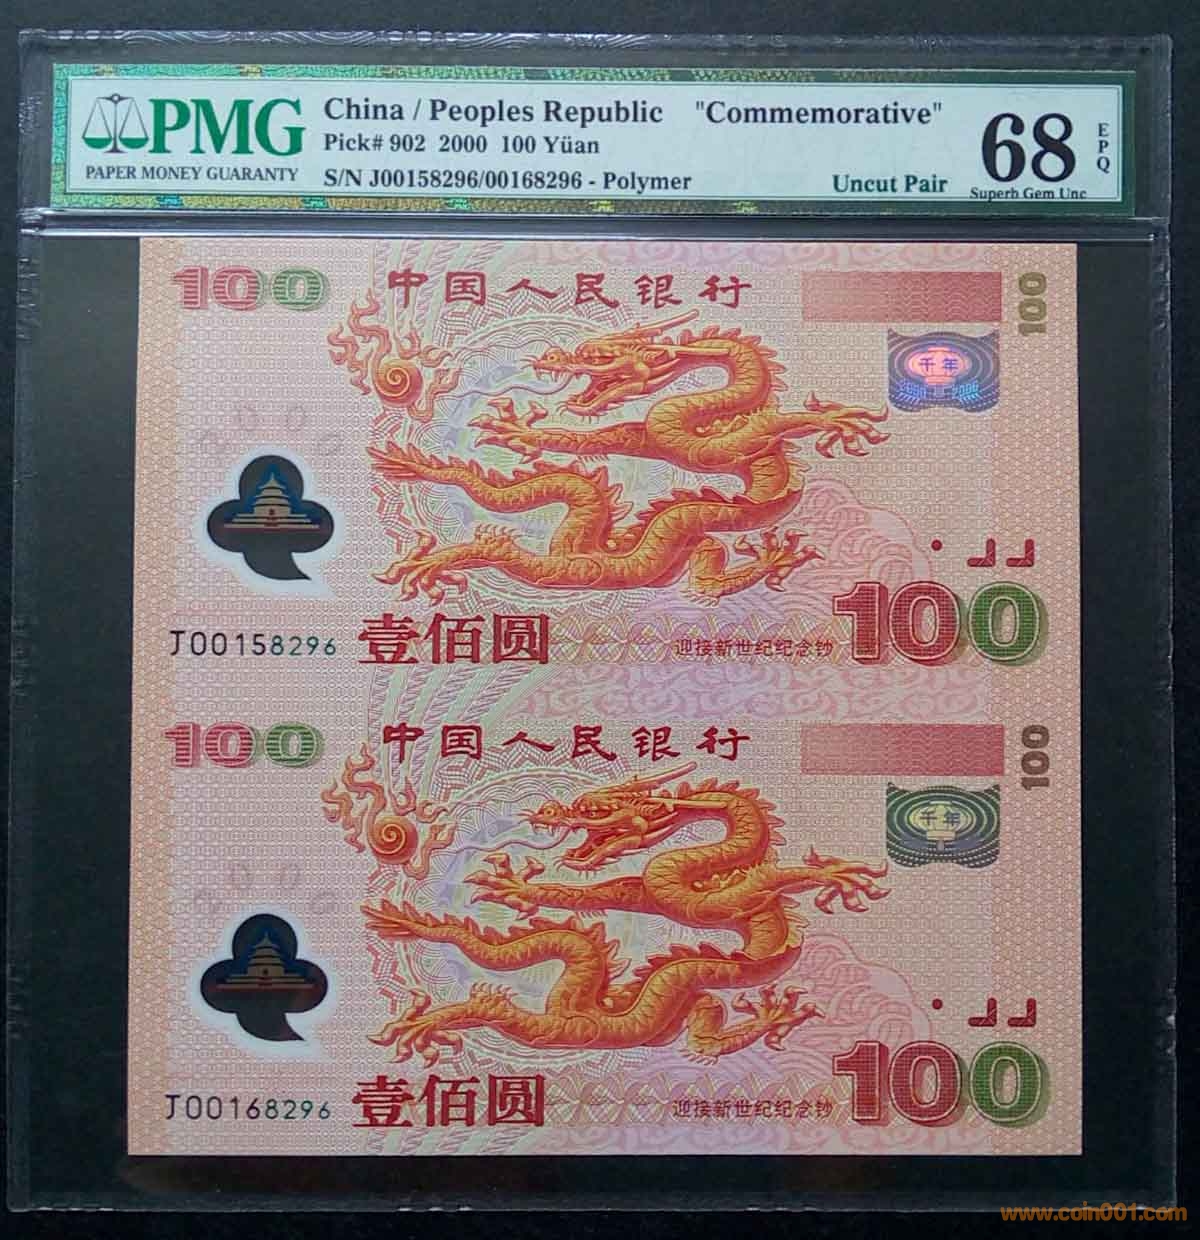 PMG
PAPER MONEY GUARANTY
China / Peoples Republic "Commemorative"
Pick# 902 2000 100 Yüan
S/N J00158296/00168296 - Polymer
Uncut Pair
68
EPQ
Superb Gem Unc
100 中国人民银行
100
千年
2000
J00158296 壹佰圆
迎接新世纪纪念钞 100
100 中国人民银行
100
千年
2000
J00168296 壹佰圆
迎接新世纪纪念钞 100
www.coin001.com